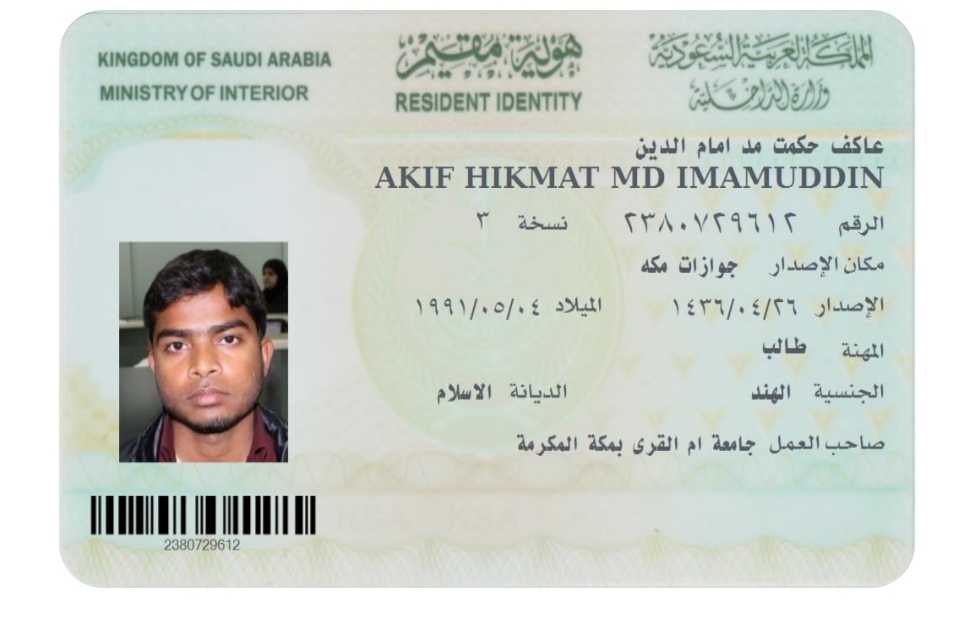 KINGDOM OF SAUDI ARABIA
MINISTRY OF INTERIOR
هوية مقيم
RESIDENT IDENTITY
المملكة العربية السعودية
وزارة الداخلية
عاكف حكمت مد امام الدين
AKIF HIKMAT MD IMAMUDDIN
الرقم ٢٣٨٠٧٢٩٦١٢ نسخة ٣
مكان الإصدار جوازات مكه
الإصدار ١٤٣٦/٠٤/٢٦ الميلاد ١٩٩١/٠٥/٠٤
المهنة طالب
الجنسية الهند الديانة الاسلام
صاحب العمل جامعة ام القرى بمكة المكرمة
2380729612